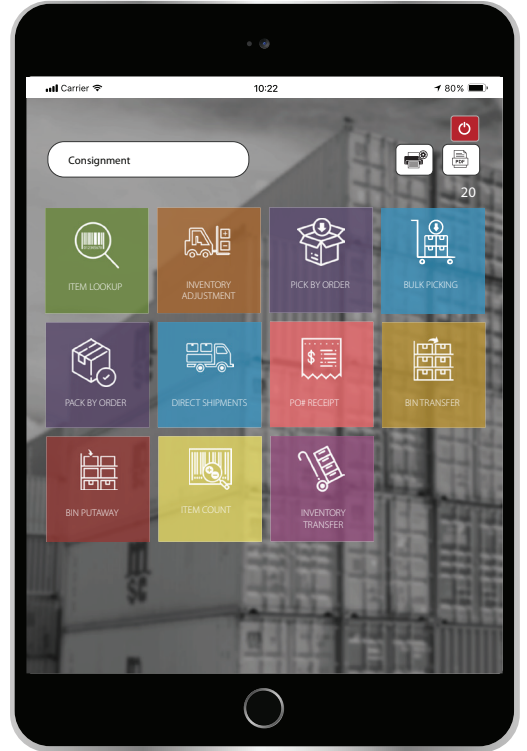 Carrier
10:22
80%
Consignment
PDF
20
ITEM LOOKUP
INVENTORY
ADJUSTMENT
PICK BY ORDER
BULK PICKING
PACK BY ORDER
DIRECT SHIPMENTS
$
PO# RECEIPT
BIN TRANSFER
BIN PUTAWAY
ITEM COUNT
INVENTORY
TRANSFER